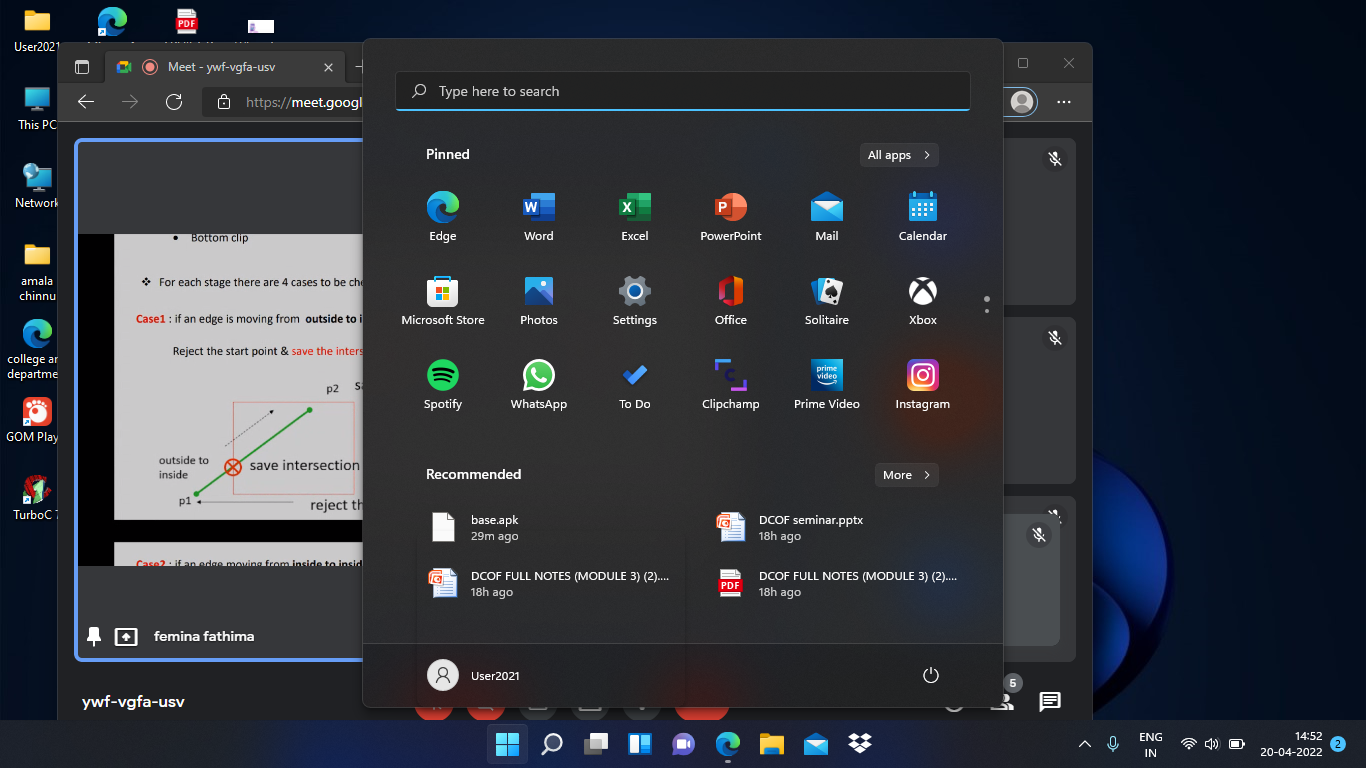 User2021
This PC
Network
amala
chinnu
college an
departme
GOM Play
TurboC 7
Meet - ywf-vgfa-usv
https://meet.googl
Bottom clip
For each stage there are 4 cases to be che
Case1 : if an edge is moving from outside to i
Reject the start point & save the inters
p2
outside to
inside
save intersection
p1
reject th
Case2 : if an edge moving from inside to insid
femina fathima
ywf-vgfa-usv
5
Type here to search
Pinned
All apps
Edge
Word
Excel
PowerPoint
Mail
Calendar
Microsoft Store
Photos
Settings
Office
Solitaire
Xbox
prime
video
Spotify
WhatsApp
To Do
Clipchamp
Prime Video
Instagram
Recommended
More
base.apk
29m ago
DCOF seminar.pptx
18h ago
DCOF FULL NOTES (MODULE 3) (2)....
18h ago
PDF
DCOF FULL NOTES (MODULE 3) (2)....
18h ago
User2021
ENG
IN
14:52
20-04-2022
2